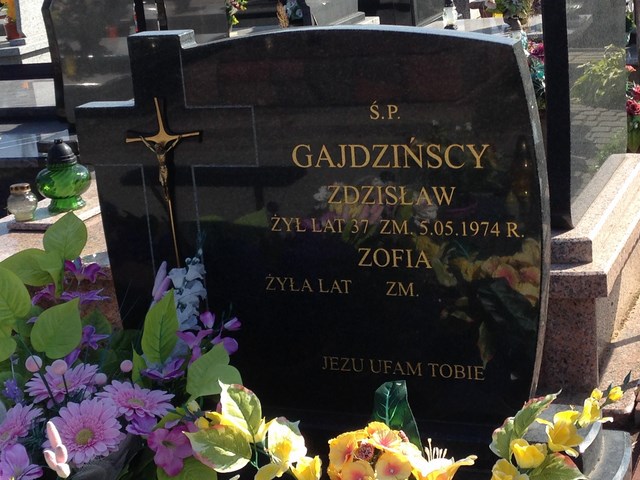 Ś.P.
GAJDZIŃSCY
ZDZISŁAW
ŻYŁ LAT 37 ZM. 5.05.1974 R.
ZOFIA
ŻYŁA LAT ZM.
JEZU UFAM TOBIE